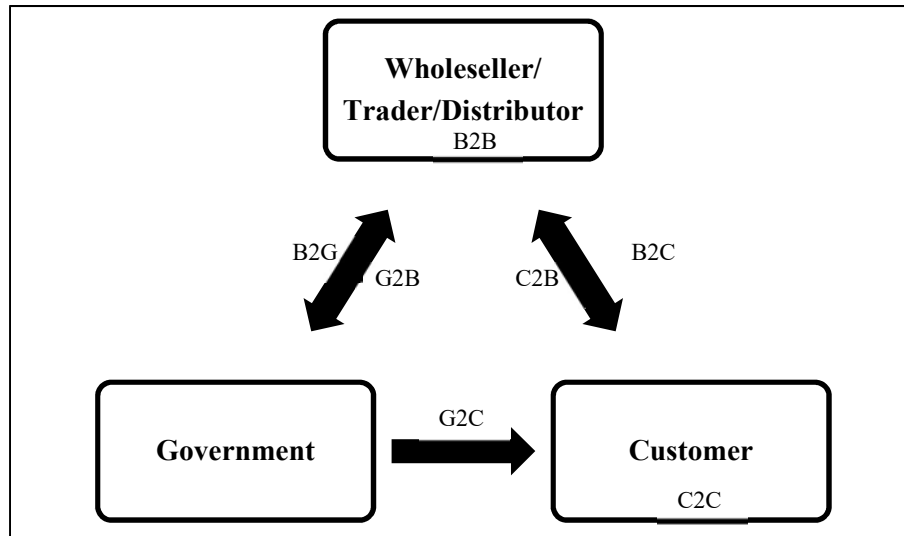 Wholeseller/
Trader/Distributor
B2B
B2G
G2B
C2B
B2C
G2C
Government
Customer
C2C